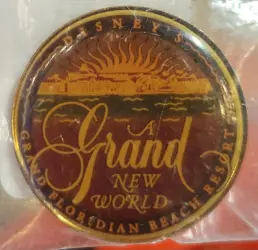 DISNEY'S
A
Grand
NEW
WORLD
GRAND FLORIDIAN BEACH RESORT